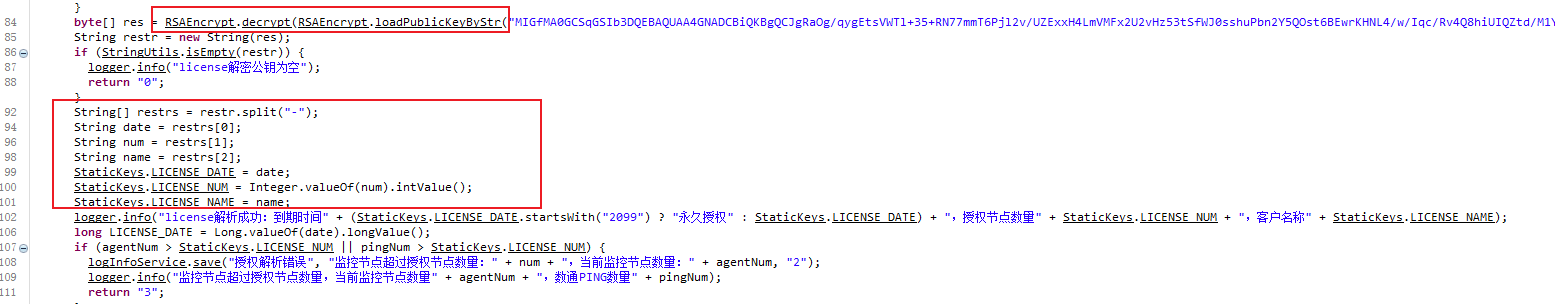 }
84 byte[] res = RSAEncrypt.decrypt(RSAEncrypt.loadPublicKeyByStr("MIGfMA0GCSqGSIb3DQEBAQUAA4GNADCBiQKBgQCJgRaOg/qygEtsVWTl+35+RN77mmT6Pjl2v/UZExxH4LmVMFx2U2vHz53tSfWJ0sshuPbn2Y5QOst6BEwrKHNL4/w/Iqc/Rv4Q8hiUIQZtd/M1Y
85 String restr = new String(res);
86 if (StringUtils.isEmpty(restr)) {
87 logger.info("license解密公钥为空");
88 return "0";
}
92 String[] restrs = restr.split("-");
94 String date = restrs[0];
96 String num = restrs[1];
98 String name = restrs[2];
99 StaticKeys.LICENSE_DATE = date;
100 StaticKeys.LICENSE_NUM = Integer.valueOf(num).intValue();
101 StaticKeys.LICENSE_NAME = name;
102 logger.info("license解析成功：到期时间" + (StaticKeys.LICENSE_DATE.startsWith("2099") ? "永久授权" : StaticKeys.LICENSE_DATE) + "，授权节点数量" + StaticKeys.LICENSE_NUM + "，客户名称" + StaticKeys.LICENSE_NAME);
106 long LICENSE_DATE = Long.valueOf(date).longValue();
107 if (agentNum > StaticKeys.LICENSE_NUM || pingNum > StaticKeys.LICENSE_NUM) {
108 logInfoService.save("授权解析错误", "监控节点超过授权节点数量：" + num + "，当前监控节点数量：" + agentNum, "2");
109 logger.info("监控节点超过授权节点数量，当前监控节点数量" + agentNum + "，数通PING数量" + pingNum);
111 return "3";